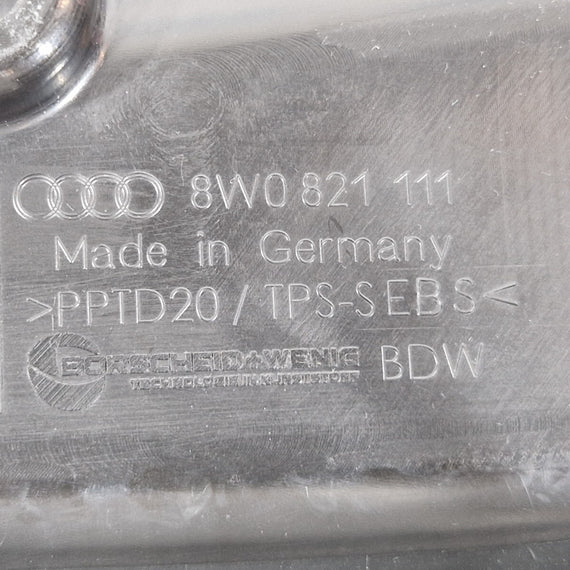 8W0 821 111
Made in Germany
>PPTD20 / TPS-SEBS<
BORSCHEID+WENIG
BDW